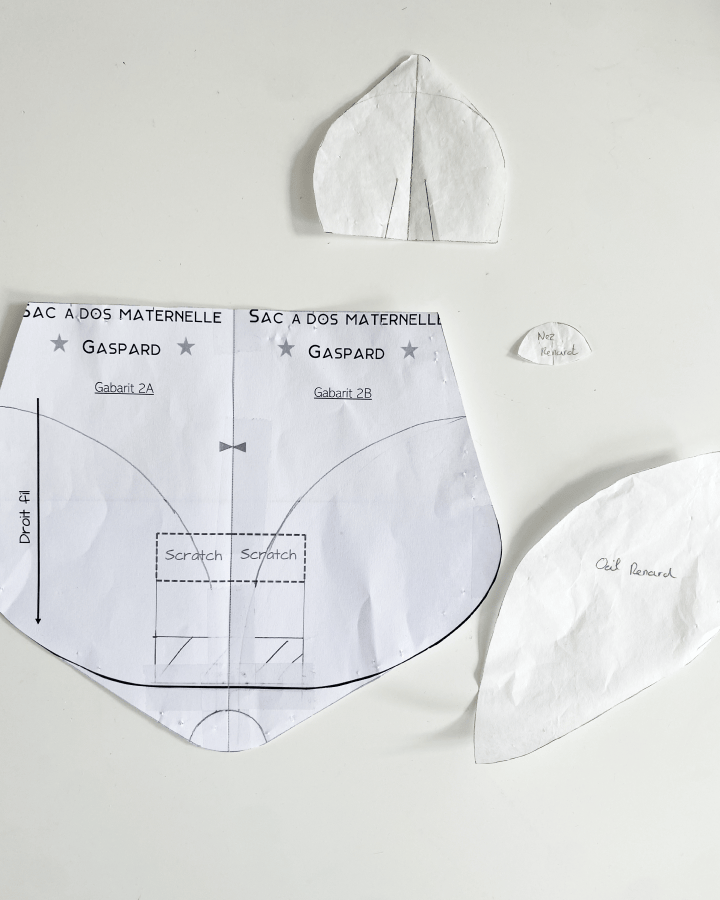 SAC A DOS MATERNELLE
GASPARD
Gabarit 2A
SAC A DOS MATERNELLE
GASPARD
Gabarit 2B
Droit fil
Scratch
Scratch
Nez
Renard
Oeil Renard